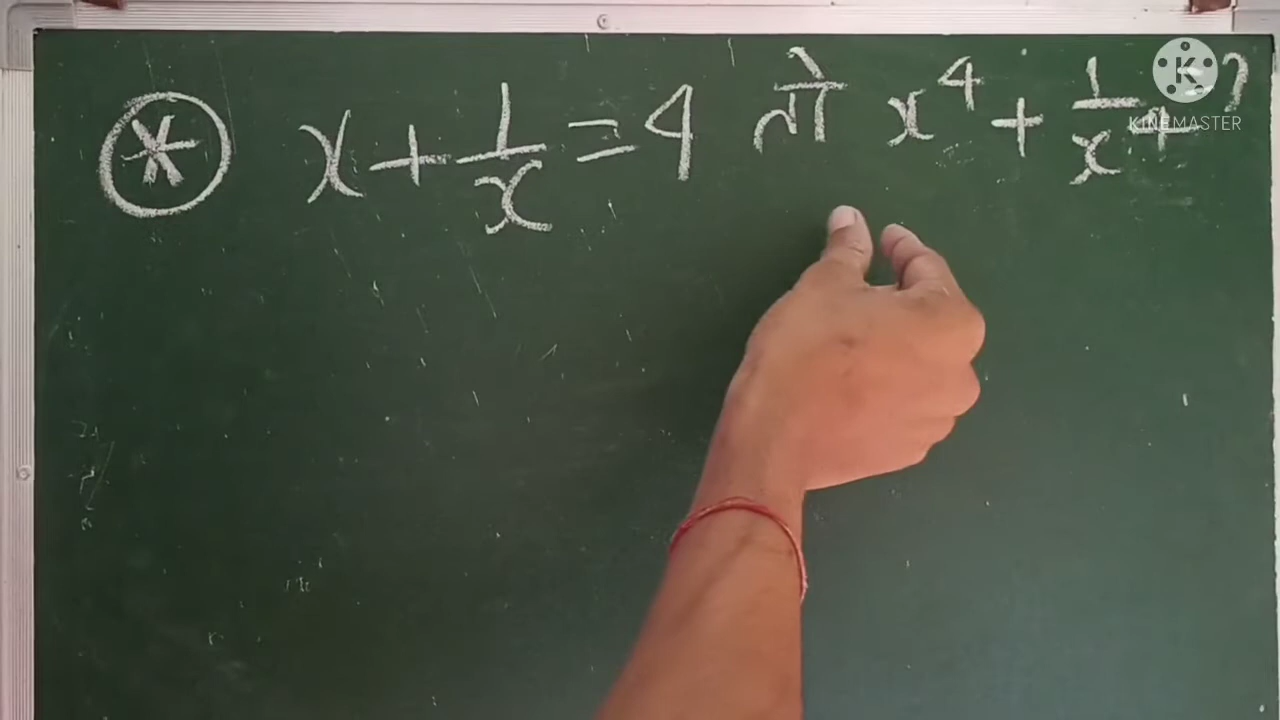 x + 1/x = 4 तो x⁴ + 1/x⁴ = ?
KINEMASTER